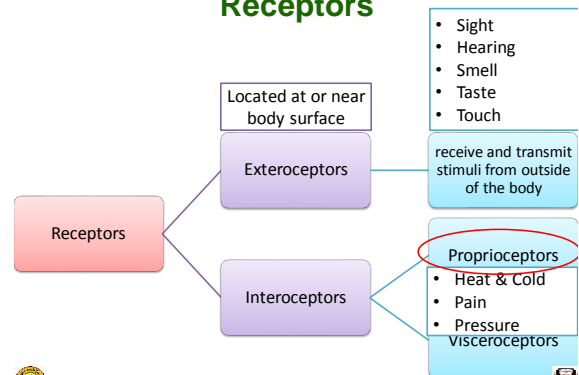 Receptors
• Sight
• Hearing
• Smell
• Taste
• Touch
Located at or near
body surface
Exteroceptors
receive and transmit
stimuli from outside
of the body
Receptors
Interoceptors
Proprioceptors
• Heat & Cold
• Pain
• Pressure
Visceroceptors